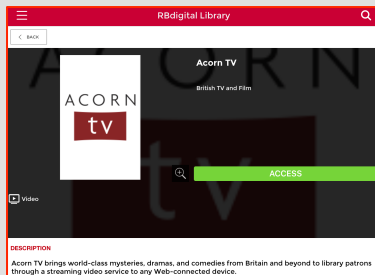 RBdigital Library
< BACK
Acorn TV
British TV and Film
ACORN
tv
ACCESS
Video
DESCRIPTION
Acorn TV brings world-class mysteries, dramas, and comedies from Britain and beyond to library patrons
through a streaming video service to any Web-connected device.